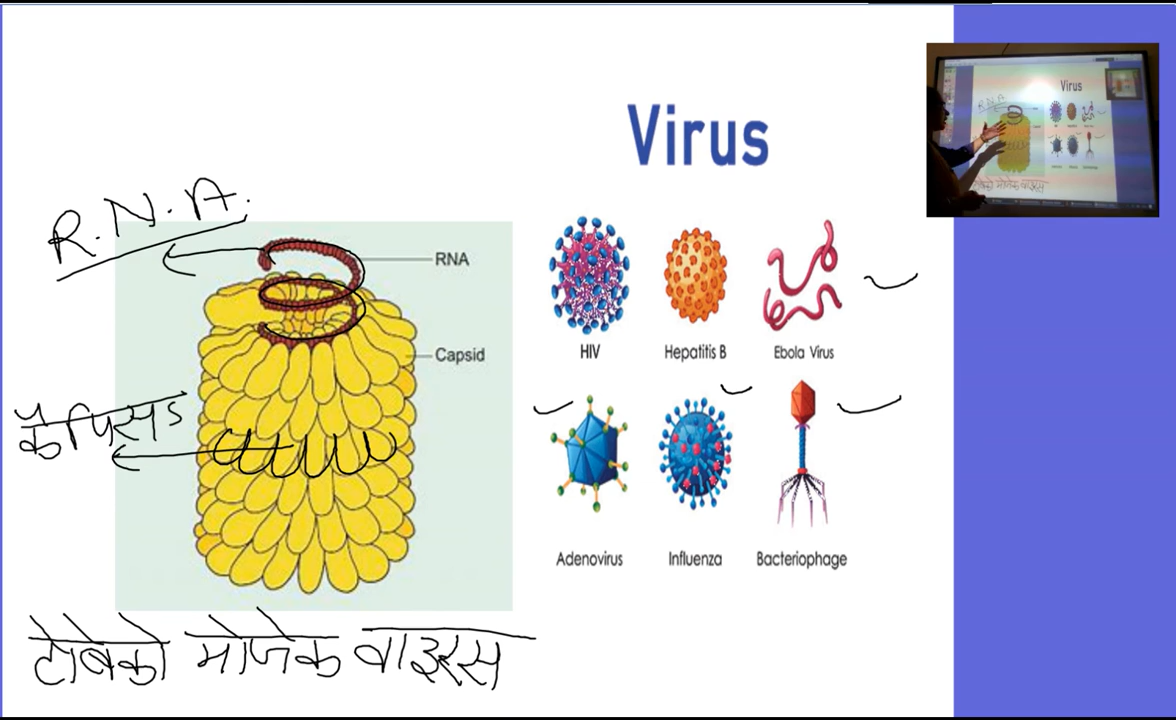 Virus
R.N.A.
RNA
Capsid
कैप्सिड
HIV
Hepatitis B
Ebola Virus
Adenovirus
Influenza
Bacteriophage
टोबेको मोजेक वाइरस